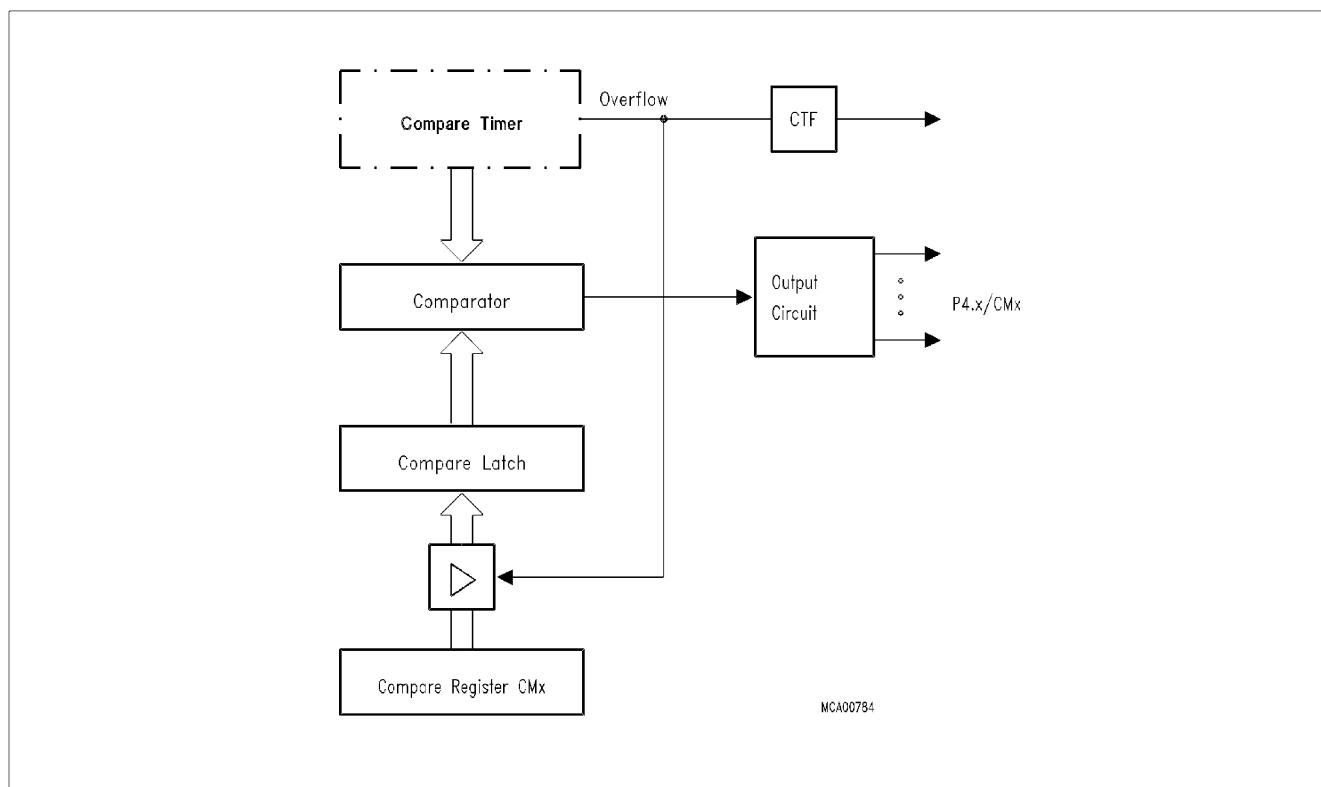 Overflow
Compare Timer
CTF
Comparator
Output
Circuit
P4.x/CMx
Compare Latch
Compare Register CMx
MCA00784